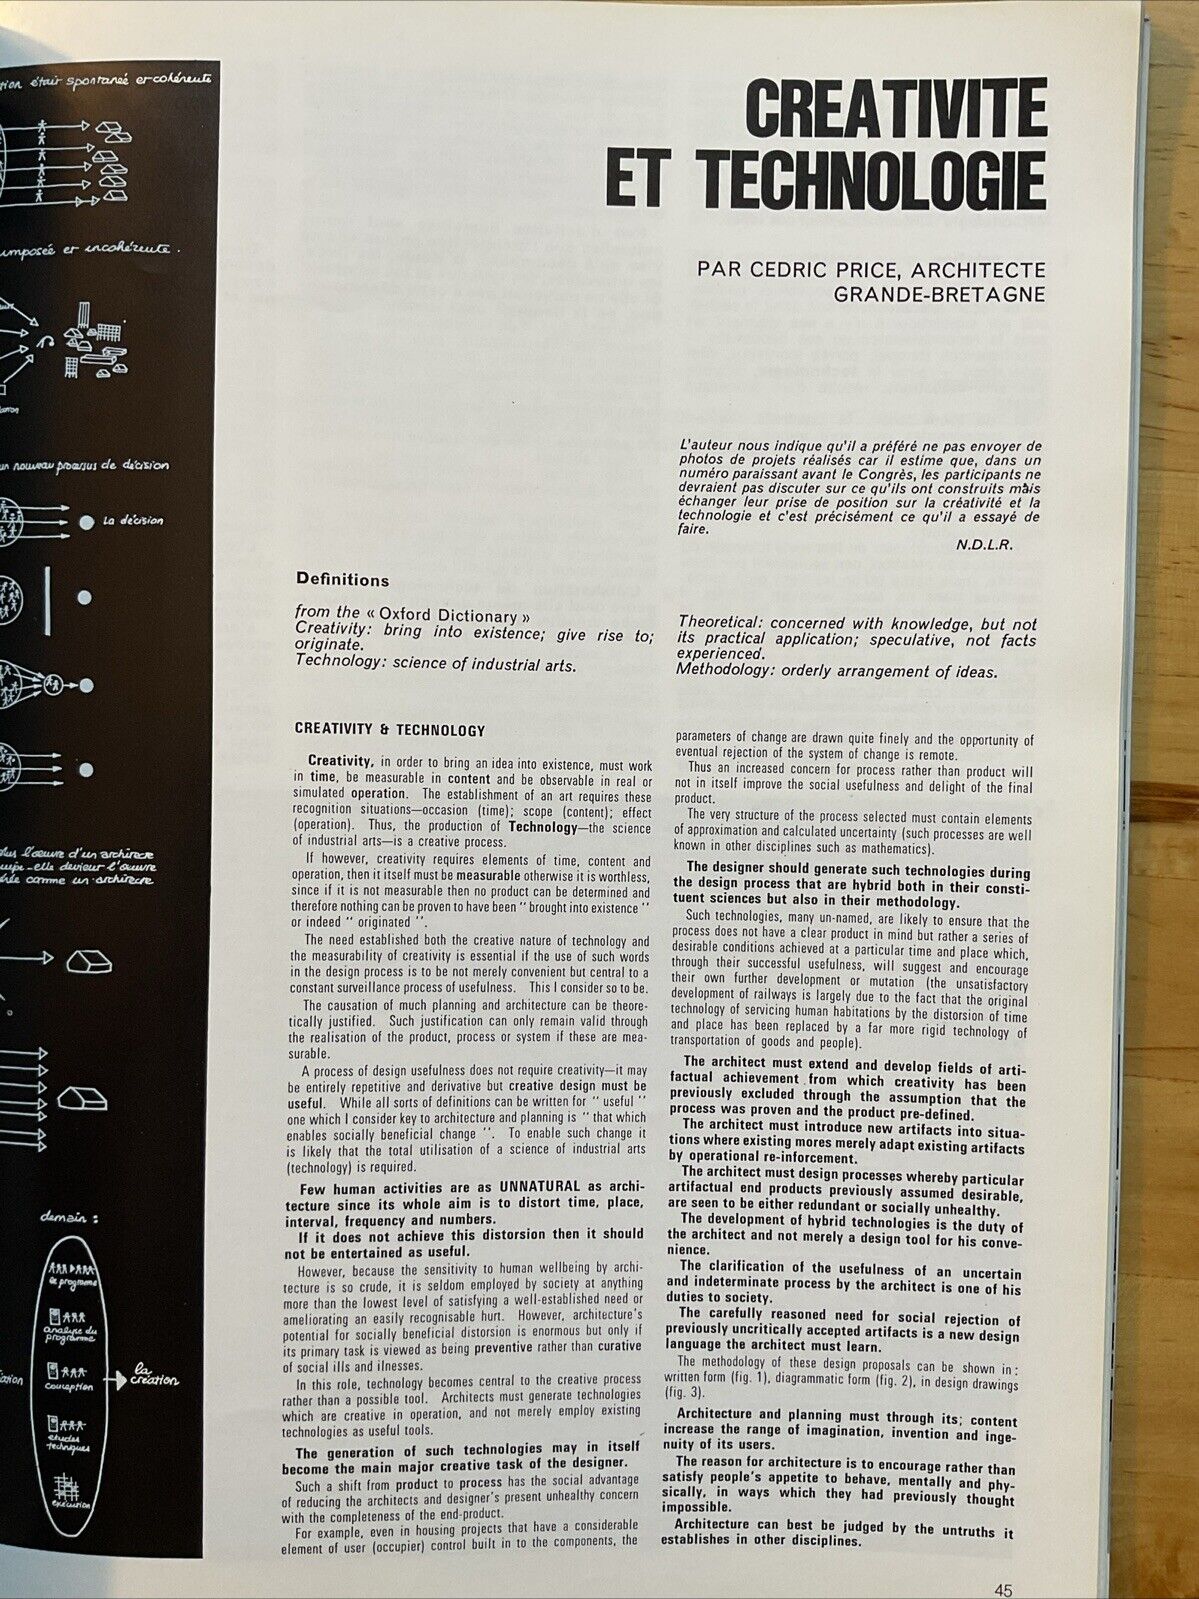 tion était spontanée et cohérente
imposée et incohérente.
un nouveau processus de décision
La décision
plus l'œuvre d'un architecte
elle devient l'œuvre
comme un architecte
demain :
le programme
analyse du
programme
conception
études
techniques
exécution
la
création
CREATIVITE
ET TECHNOLOGIE
PAR CEDRIC PRICE, ARCHITECTE
GRANDE-BRETAGNE
L'auteur nous indique qu'il a préféré ne pas envoyer de
photos de projets réalisés car il estime que, dans un
numéro paraissant avant le Congrès, les participants ne
devraient pas discuter sur ce qu'ils ont construits mais
échanger leur prise de position sur la créativité et la
technologie et c'est précisément ce qu'il a essayé de
faire.
N.D.L.R.
Definitions
from the « Oxford Dictionary »
Creativity: bring into existence; give rise to;
originate.
Technology: science of industrial arts.
Theoretical: concerned with knowledge, but not
its practical application; speculative, not facts
experienced.
Methodology: orderly arrangement of ideas.
CREATIVITY & TECHNOLOGY
Creativity, in order to bring an idea into existence, must work
in time, be measurable in content and be observable in real or
simulated operation. The establishment of an art requires these
recognition situations—occasion (time); scope (content); effect
(operation). Thus, the production of Technology—the science
of industrial arts—is a creative process.
If however, creativity requires elements of time, content and
operation, then it itself must be measurable otherwise it is worthless,
since if it is not measurable then no product can be determined and
therefore nothing can be proven to have been " brought into existence "
or indeed " originated ".
The need established both the creative nature of technology and
the measurability of creativity is essential if the use of such words
in the design process is to be not merely convenient but central to a
constant surveillance process of usefulness. This I consider so to be.
The causation of much planning and architecture can be theore-
tically justified. Such justification can only remain valid through
the realisation of the product, process or system if these are mea-
surable.
A process of design usefulness does not require creativity—it may
be entirely repetitive and derivative but creative design must be
useful. While all sorts of definitions can be written for " useful "
one which I consider key to architecture and planning is " that which
enables socially beneficial change ". To enable such change it
is likely that the total utilisation of a science of industrial arts
(technology) is required.
Few human activities are as UNNATURAL as archi-
tecture since its whole aim is to distort time, place,
interval, frequency and numbers.
If it does not achieve this distorsion then it should
not be entertained as useful.
However, because the sensitivity to human wellbeing by archi-
tecture is so crude, it is seldom employed by society at anything
more than the lowest level of satisfying a well-established need or
ameliorating an easily recognisable hurt. However, architecture's
potential for socially beneficial distorsion is enormous but only if
its primary task is viewed as being preventive rather than curative
of social ills and ilnesses.
In this role, technology becomes central to the creative process
rather than a possible tool. Architects must generate technologies
which are creative in operation, and not merely employ existing
technologies as useful tools.
The generation of such technologies may in itself
become the main major creative task of the designer.
Such a shift from product to process has the social advantage
of reducing the architects and designer's present unhealthy concern
with the completeness of the end-product.
For example, even in housing projects that have a considerable
element of user (occupier) control built in to the components, the
parameters of change are drawn quite finely and the opportunity of
eventual rejection of the system of change is remote.
Thus an increased concern for process rather than product will
not in itself improve the social usefulness and delight of the final
product.
The very structure of the process selected must contain elements
of approximation and calculated uncertainty (such processes are well
known in other disciplines such as mathematics).
The designer should generate such technologies during
the design process that are hybrid both in their consti-
tuent sciences but also in their methodology.
Such technologies, many un-named, are likely to ensure that the
process does not have a clear product in mind but rather a series of
desirable conditions achieved at a particular time and place which,
through their successful usefulness, will suggest and encourage
their own further development or mutation (the unsatisfactory
development of railways is largely due to the fact that the original
technology of servicing human habitations by the distorsion of time
and place has been replaced by a far more rigid technology of
transportation of goods and people).
The architect must extend and develop fields of arti-
factual achievement from which creativity has been
previously excluded through the assumption that the
process was proven and the product pre-defined.
The architect must introduce new artifacts into situa-
tions where existing mores merely adapt existing artifacts
by operational re-inforcement.
The architect must design processes whereby particular
artifactual end products previously assumed desirable,
are seen to be either redundant or socially unhealthy.
The development of hybrid technologies is the duty of
the architect and not merely a design tool for his conve-
nience.
The clarification of the usefulness of an uncertain
and indeterminate process by the architect is one of his
duties to society.
The carefully reasoned need for social rejection of
previously uncritically accepted artifacts is a new design
language the architect must learn.
The methodology of these design proposals can be shown in:
written form (fig. 1), diagrammatic form (fig. 2), in design drawings
(fig. 3).
Architecture and planning must through its; content
increase the range of imagination, invention and inge-
nuity of its users.
The reason for architecture is to encourage rather than
satisfy people's appetite to behave, mentally and phy-
sically, in ways which they had previously thought
impossible.
Architecture can best be judged by the untruths it
establishes in other disciplines.
45